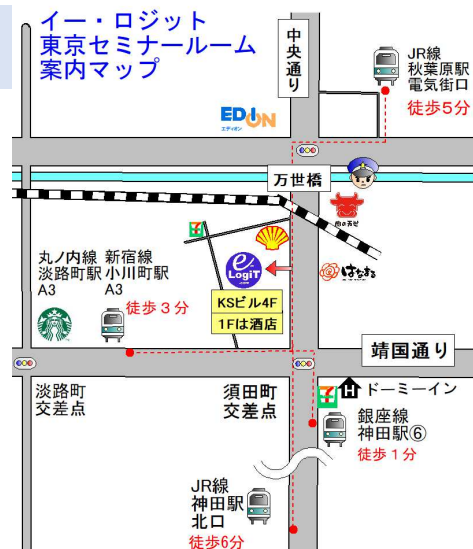 イー・ロジット
東京セミナールーム
案内マップ
中央通り
JR線
秋葉原駅
電気街口
徒歩5分
EDION
エディオン
万世橋
肉の万世
はなまる
丸ノ内線
淡路町駅
A3
新宿線
小川町駅
A3
徒歩３分
e-LogiT
.com
KSビル4F
1Fは酒店
靖国通り
淡路町
交差点
須田町
交差点
H
ドーミーイン
銀座線
神田駅⑥
徒歩１分
JR線
神田駅
北口
徒歩6分